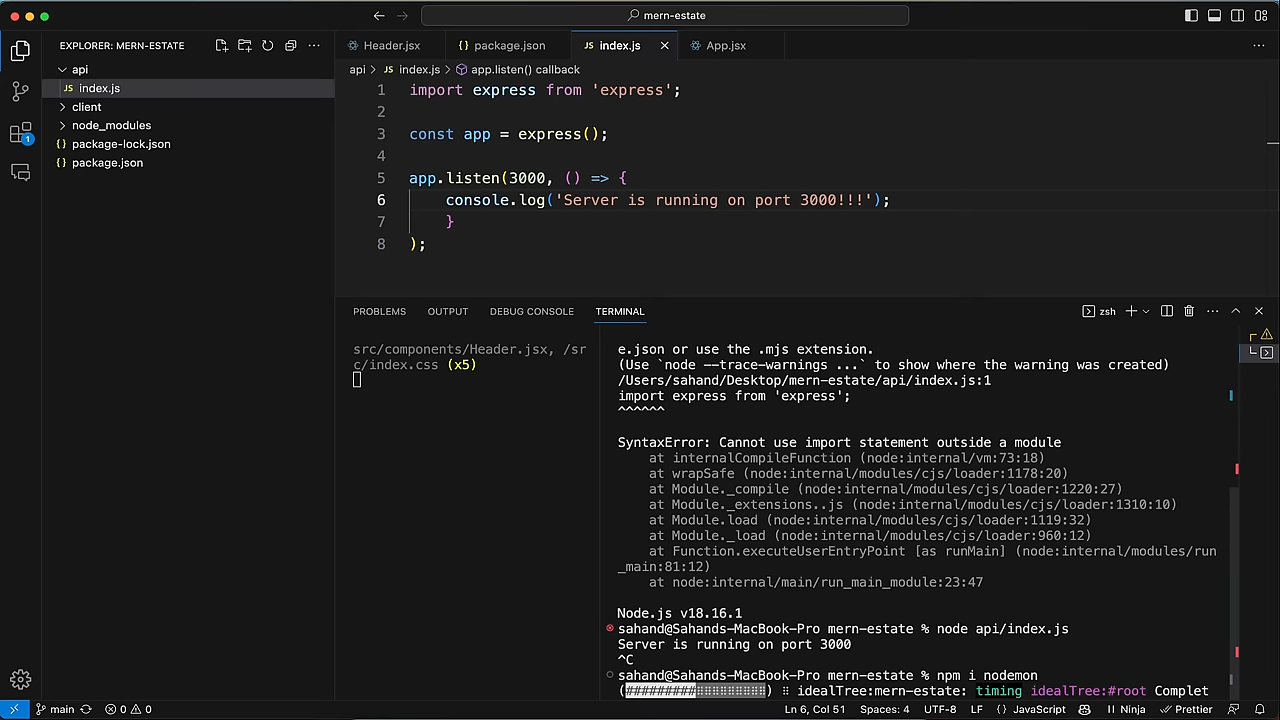 mern-estate
EXPLORER: MERN-ESTATE
api
JS index.js
client
node_modules
{} package-lock.json
{} package.json
1
Header.jsx
{} package.json
JS index.js
App.jsx
api > JS index.js > app.listen() callback
1 import express from 'express';
2
3 const app = express();
4
5 app.listen(3000, () => {
6 console.log('Server is running on port 3000!!!');
7 }
8 );
PROBLEMS OUTPUT DEBUG CONSOLE TERMINAL
zsh
src/components/Header.jsx, /sr
c/index.css (x5)
e.json or use the .mjs extension.
(Use `node --trace-warnings ...` to show where the warning was created)
/Users/sahand/Desktop/mern-estate/api/index.js:1
import express from 'express';
^^^^^^
SyntaxError: Cannot use import statement outside a module
at internalCompileFunction (node:internal/vm:73:18)
at wrapSafe (node:internal/modules/cjs/loader:1178:20)
at Module._compile (node:internal/modules/cjs/loader:1220:27)
at Module._extensions..js (node:internal/modules/cjs/loader:1310:10)
at Module.load (node:internal/modules/cjs/loader:1119:32)
at Module._load (node:internal/modules/cjs/loader:960:12)
at Function.executeUserEntryPoint [as runMain] (node:internal/modules/run
_main:81:12)
at node:internal/main/run_main_module:23:47
Node.js v18.16.1
sahand@Sahands-MacBook-Pro mern-estate % node api/index.js
Server is running on port 3000
^C
sahand@Sahands-MacBook-Pro mern-estate % npm i nodemon
(#########⠂⠂⠂⠂⠂⠂⠂⠂⠂) ⠇ idealTree:mern-estate: timing idealTree:#root Complet
main 0 0 Ln 6, Col 51 Spaces: 4 UTF-8 LF {} JavaScript Ninja Prettier